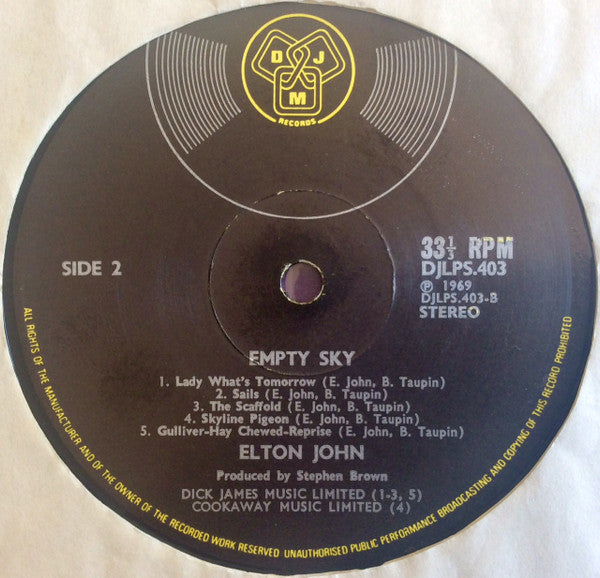 D J
M
RECORDS
SIDE 2
33⅓ RPM
DJLPS.403
Ⓟ 1969
DJLPS.403-B
STEREO
EMPTY SKY
1. Lady What's Tomorrow (E. John, B. Taupin)
2. Sails (E. John, B. Taupin)
3. The Scaffold (E. John, B. Taupin)
4. Skyline Pigeon (E. John, B. Taupin)
5. Gulliver-Hay Chewed-Reprise (E. John, B. Taupin)
ELTON JOHN
Produced by Stephen Brown
DICK JAMES MUSIC LIMITED (1-3, 5)
COOKAWAY MUSIC LIMITED (4)
ALL RIGHTS OF THE MANUFACTURER AND OF THE OWNER OF THE RECORDED WORK RESERVED UNAUTHORISED PUBLIC PERFORMANCE BROADCASTING AND COPYING OF THIS RECORD PROHIBITED